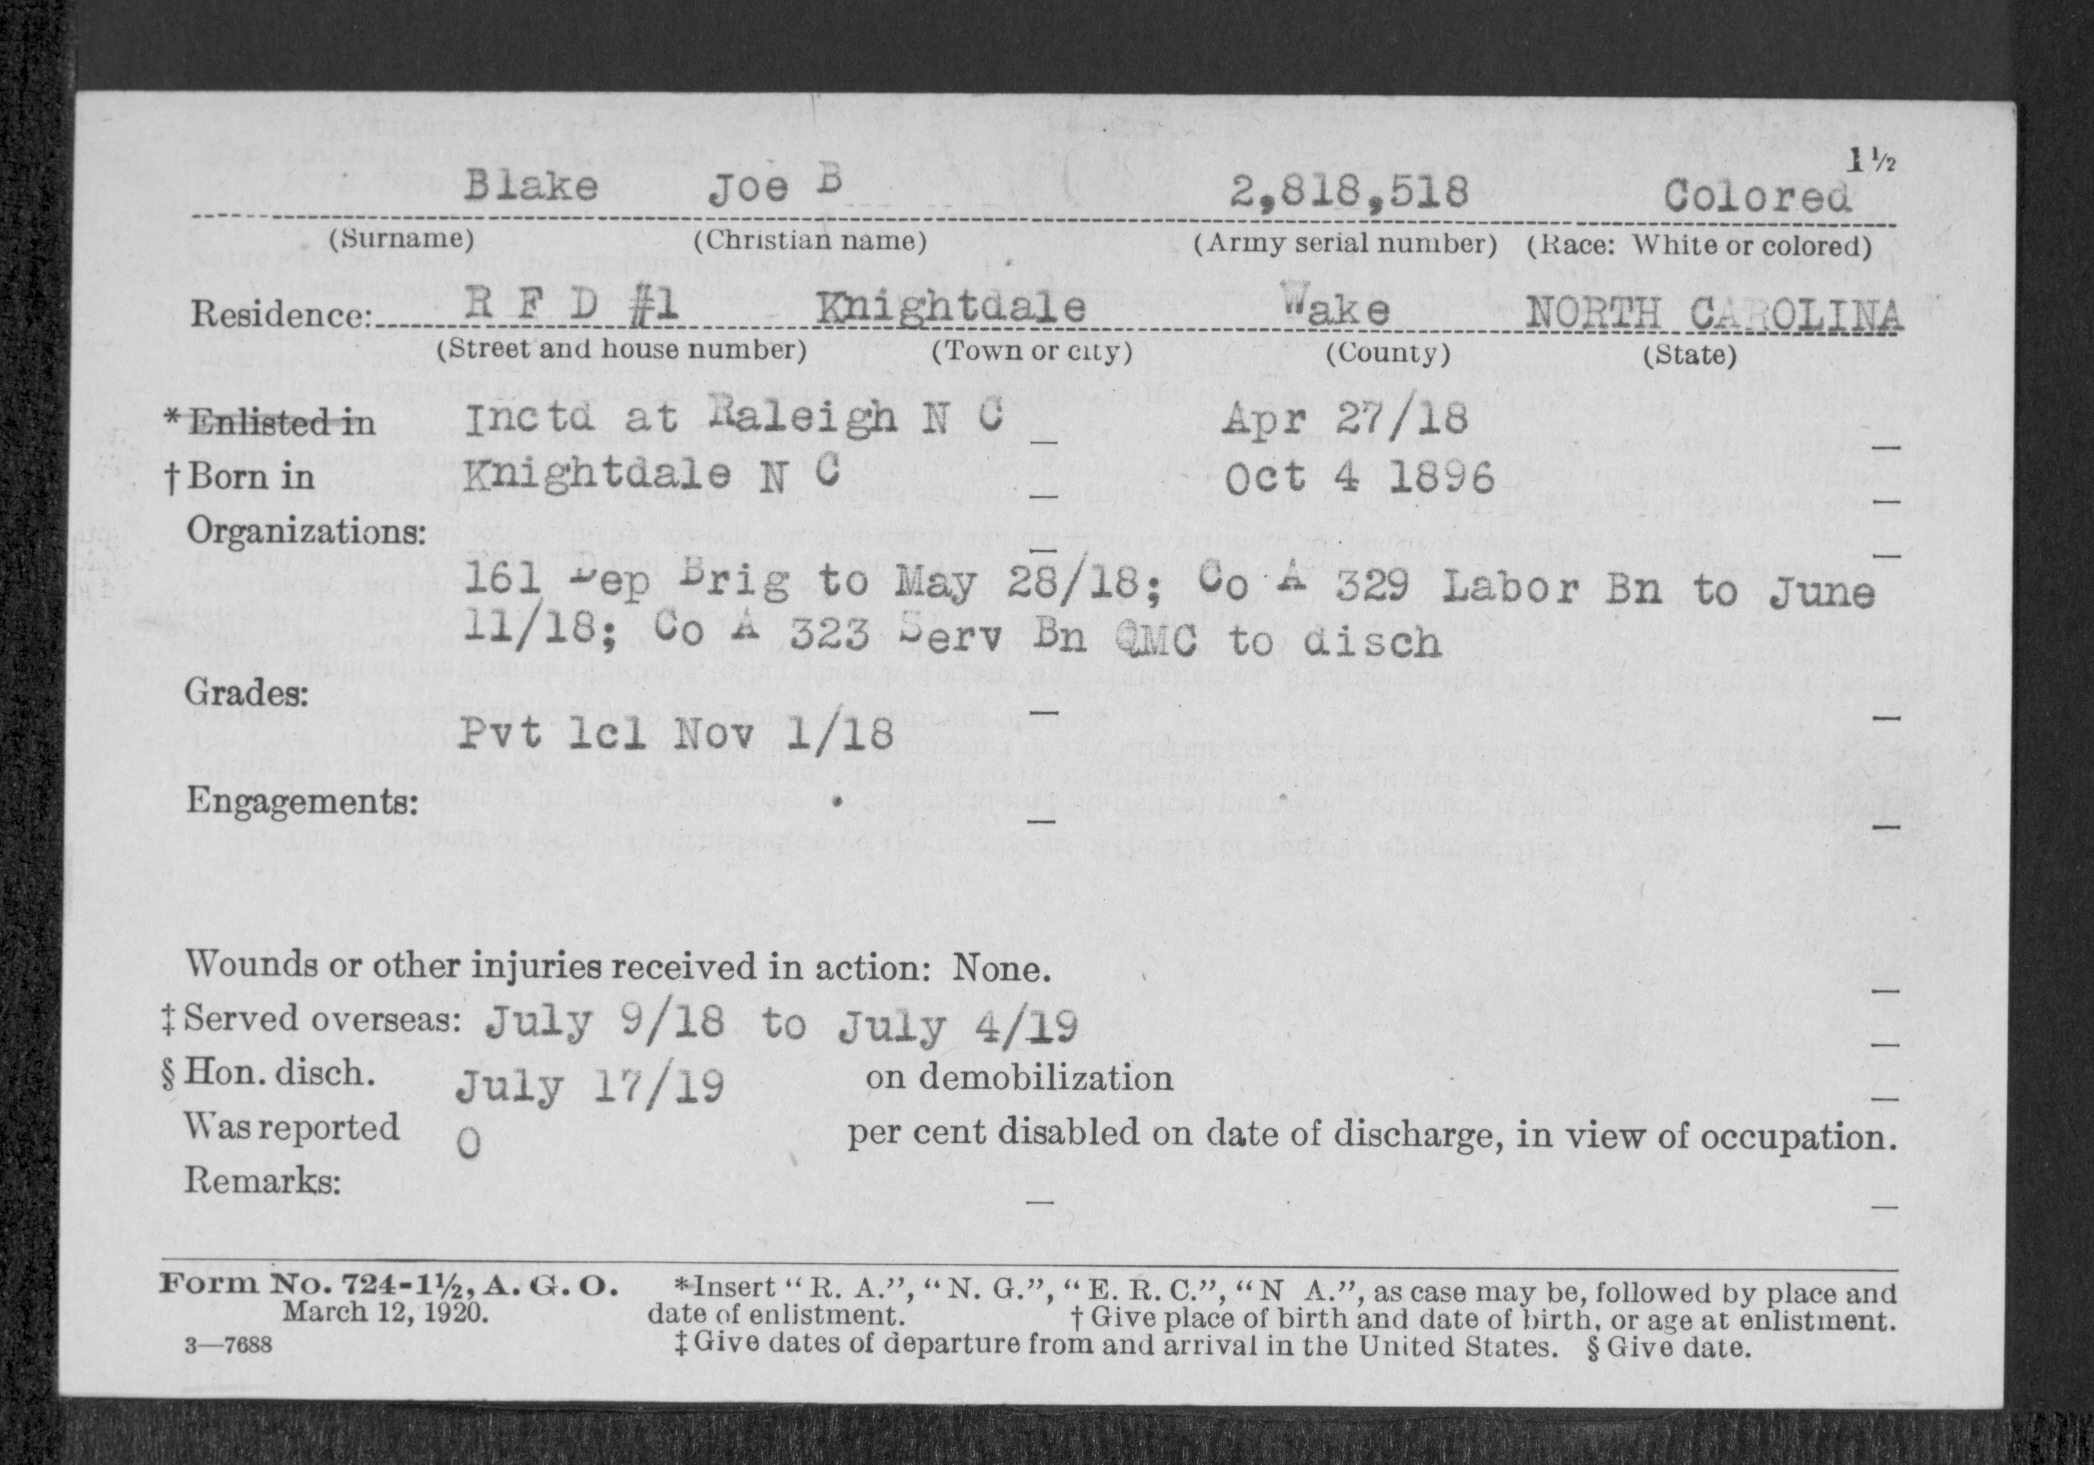 1½
Blake Joe B 2,818,518 Colored
(Surname) (Christian name) (Army serial number) (Race: White or colored)
Residence: R F D #1 Knightdale Wake NORTH CAROLINA
(Street and house number) (Town or city) (County) (State)
* Enlisted in Inctd at Raleigh N C Apr 27/18
† Born in Knightdale N C Oct 4 1896
Organizations:
161 Dep Brig to May 28/18; Co A 329 Labor Bn to June
11/18; Co A 323 Serv Bn QMC to disch
Grades:
Pvt 1cl Nov 1/18
Engagements:
Wounds or other injuries received in action: None.
‡ Served overseas: July 9/18 to July 4/19
§ Hon. disch. July 17/19 on demobilization
Was reported 0 per cent disabled on date of discharge, in view of occupation.
Remarks:
Form No. 724-1½, A. G. O. *Insert "R. A.", "N. G.", "E. R. C.", "N A.", as case may be, followed by place and
March 12, 1920. date of enlistment. † Give place of birth and date of birth, or age at enlistment.
3—7688 ‡ Give dates of departure from and arrival in the United States. § Give date.